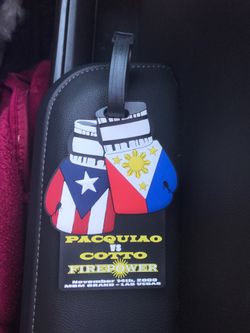 PACQUIAO
VS
COTTO
FIREPOWER
November 14th, 2009
MGM GRAND - LAS VEGAS